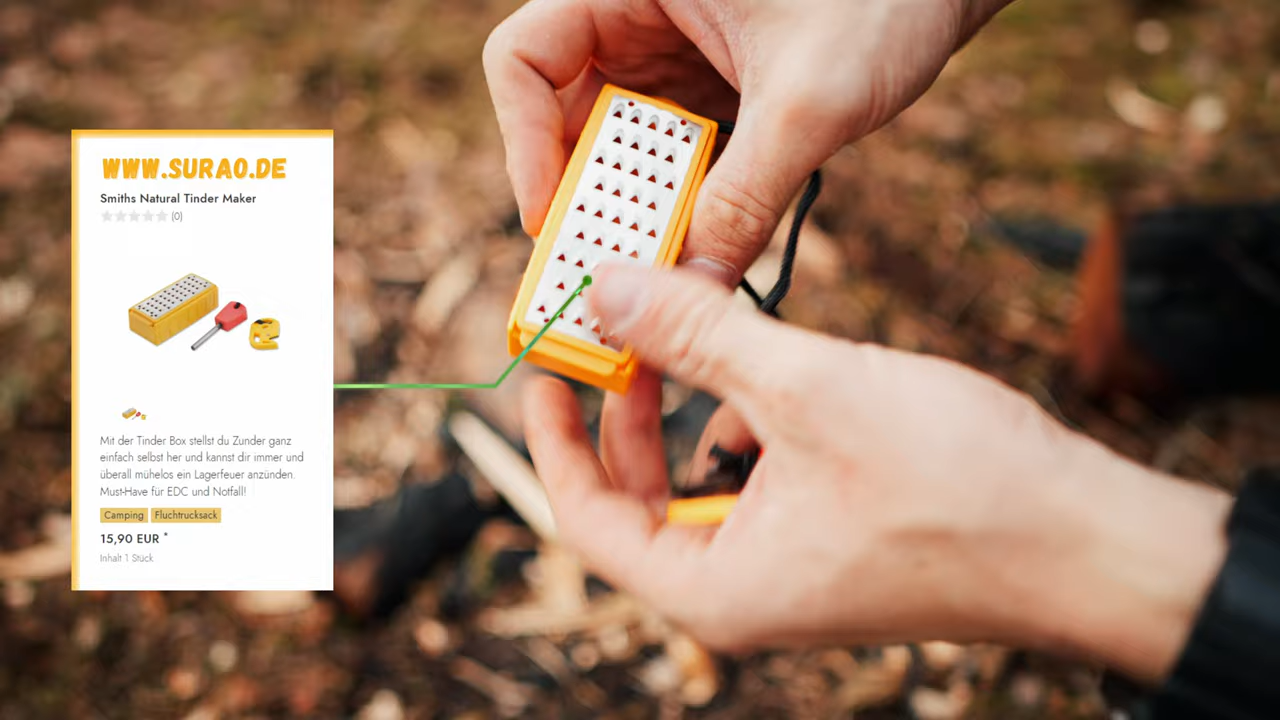 WWW.SURAO.DE
Smiths Natural Tinder Maker
(0)
Mit der Tinder Box stellst du Zunder ganz
einfach selbst her und kannst dir immer und
überall mühelos ein Lagerfeuer anzünden.
Must-Have für EDC und Notfall!
Camping Fluchtrucksack
15,90 EUR *
Inhalt 1 Stück